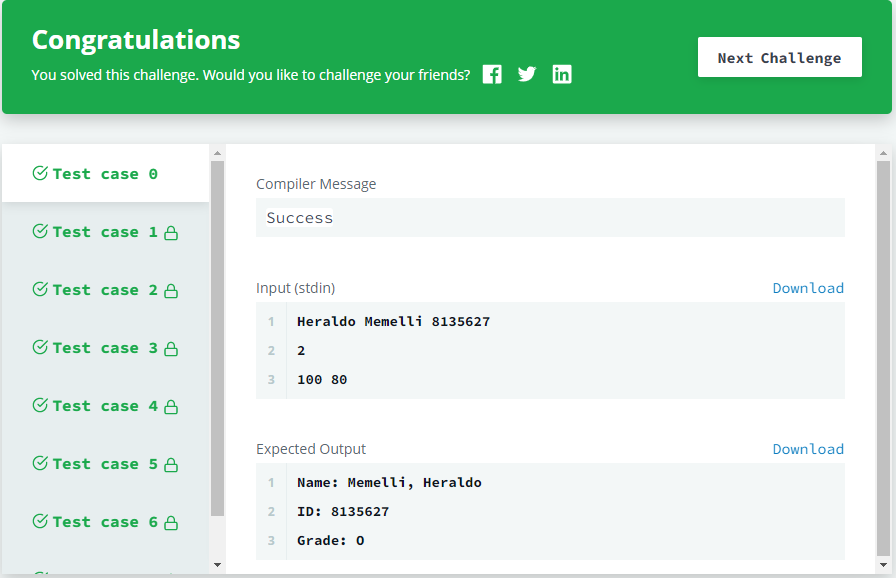 Congratulations
You solved this challenge. Would you like to challenge your friends?
Next Challenge
Test case 0
Test case 1
Test case 2
Test case 3
Test case 4
Test case 5
Test case 6
Compiler Message
Success
Input (stdin)
Download
1 Heraldo Memelli 8135627
2 2
3 100 80
Expected Output
Download
1 Name: Memelli, Heraldo
2 ID: 8135627
3 Grade: O